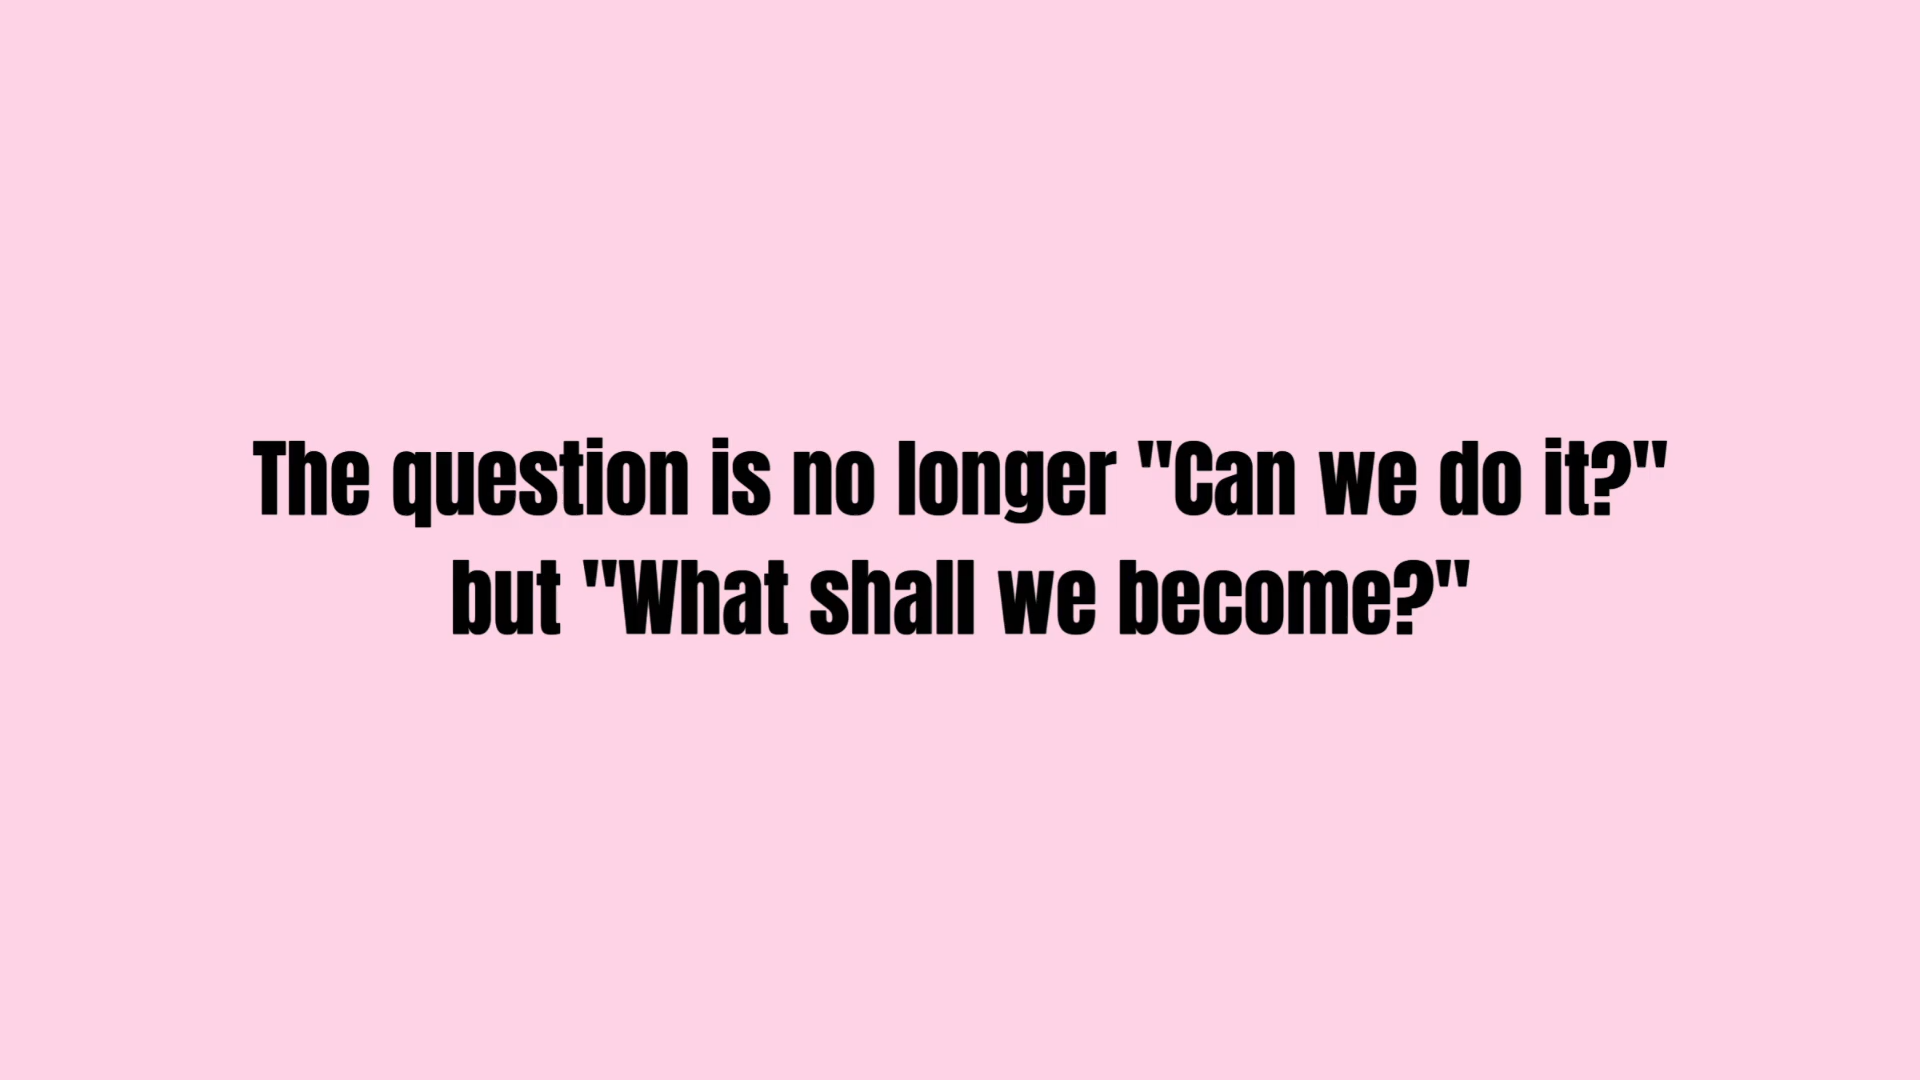 The question is no longer "Can we do it?"
but "What shall we become?"